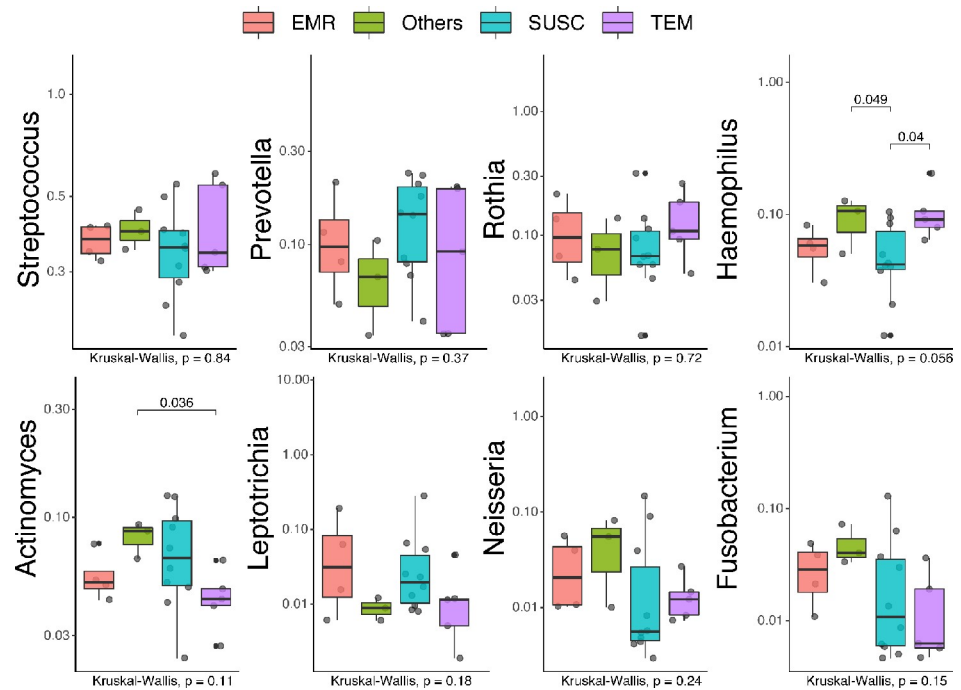 EMR Others SUSC TEM
Streptococcus
1.0
0.5
0.3
Kruskal-Wallis, p = 0.84
Prevotella
0.30
0.10
0.03
Kruskal-Wallis, p = 0.37
Rothia
1.00
0.30
0.10
0.03
Kruskal-Wallis, p = 0.72
Haemophilus
1.00
0.10
0.01
0.049
0.04
Kruskal-Wallis, p = 0.056
Actinomyces
0.30
0.10
0.03
0.036
Kruskal-Wallis, p = 0.11
Leptotrichia
10.00
1.00
0.10
0.01
Kruskal-Wallis, p = 0.18
Neisseria
1.00
0.10
0.01
Kruskal-Wallis, p = 0.24
Fusobacterium
1.00
0.10
0.01
Kruskal-Wallis, p = 0.15